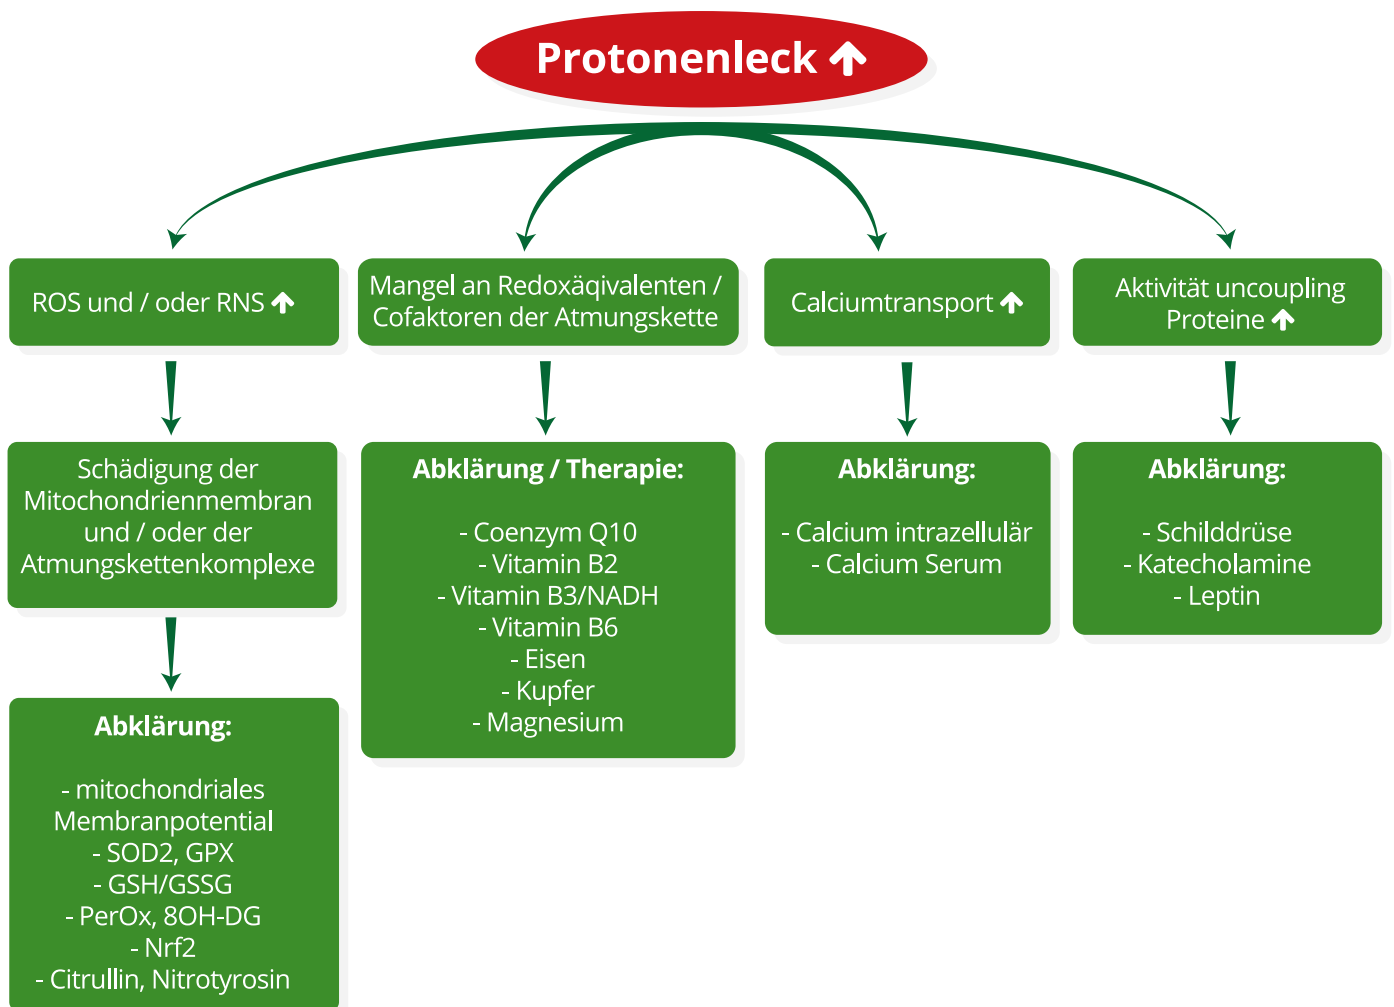 Protonenleck ↑
ROS und / oder RNS ↑
Mangel an Redoxäqivalenten /
Cofaktoren der Atmungskette
Calciumtransport ↑
Aktivität uncoupling
Proteine ↑
Schädigung der
Mitochondrienmembran
und / oder der
Atmungskettenkomplexe
Abklärung:
- mitochondriales
Membranpotential
- SOD2, GPX
- GSH/GSSG
- PerOx, 8OH-DG
- Nrf2
- Citrullin, Nitrotyrosin
Abklärung / Therapie:
- Coenzym Q10
- Vitamin B2
- Vitamin B3/NADH
- Vitamin B6
- Eisen
- Kupfer
- Magnesium
Abklärung:
- Calcium intrazellulär
- Calcium Serum
Abklärung:
- Schilddrüse
- Katecholamine
- Leptin